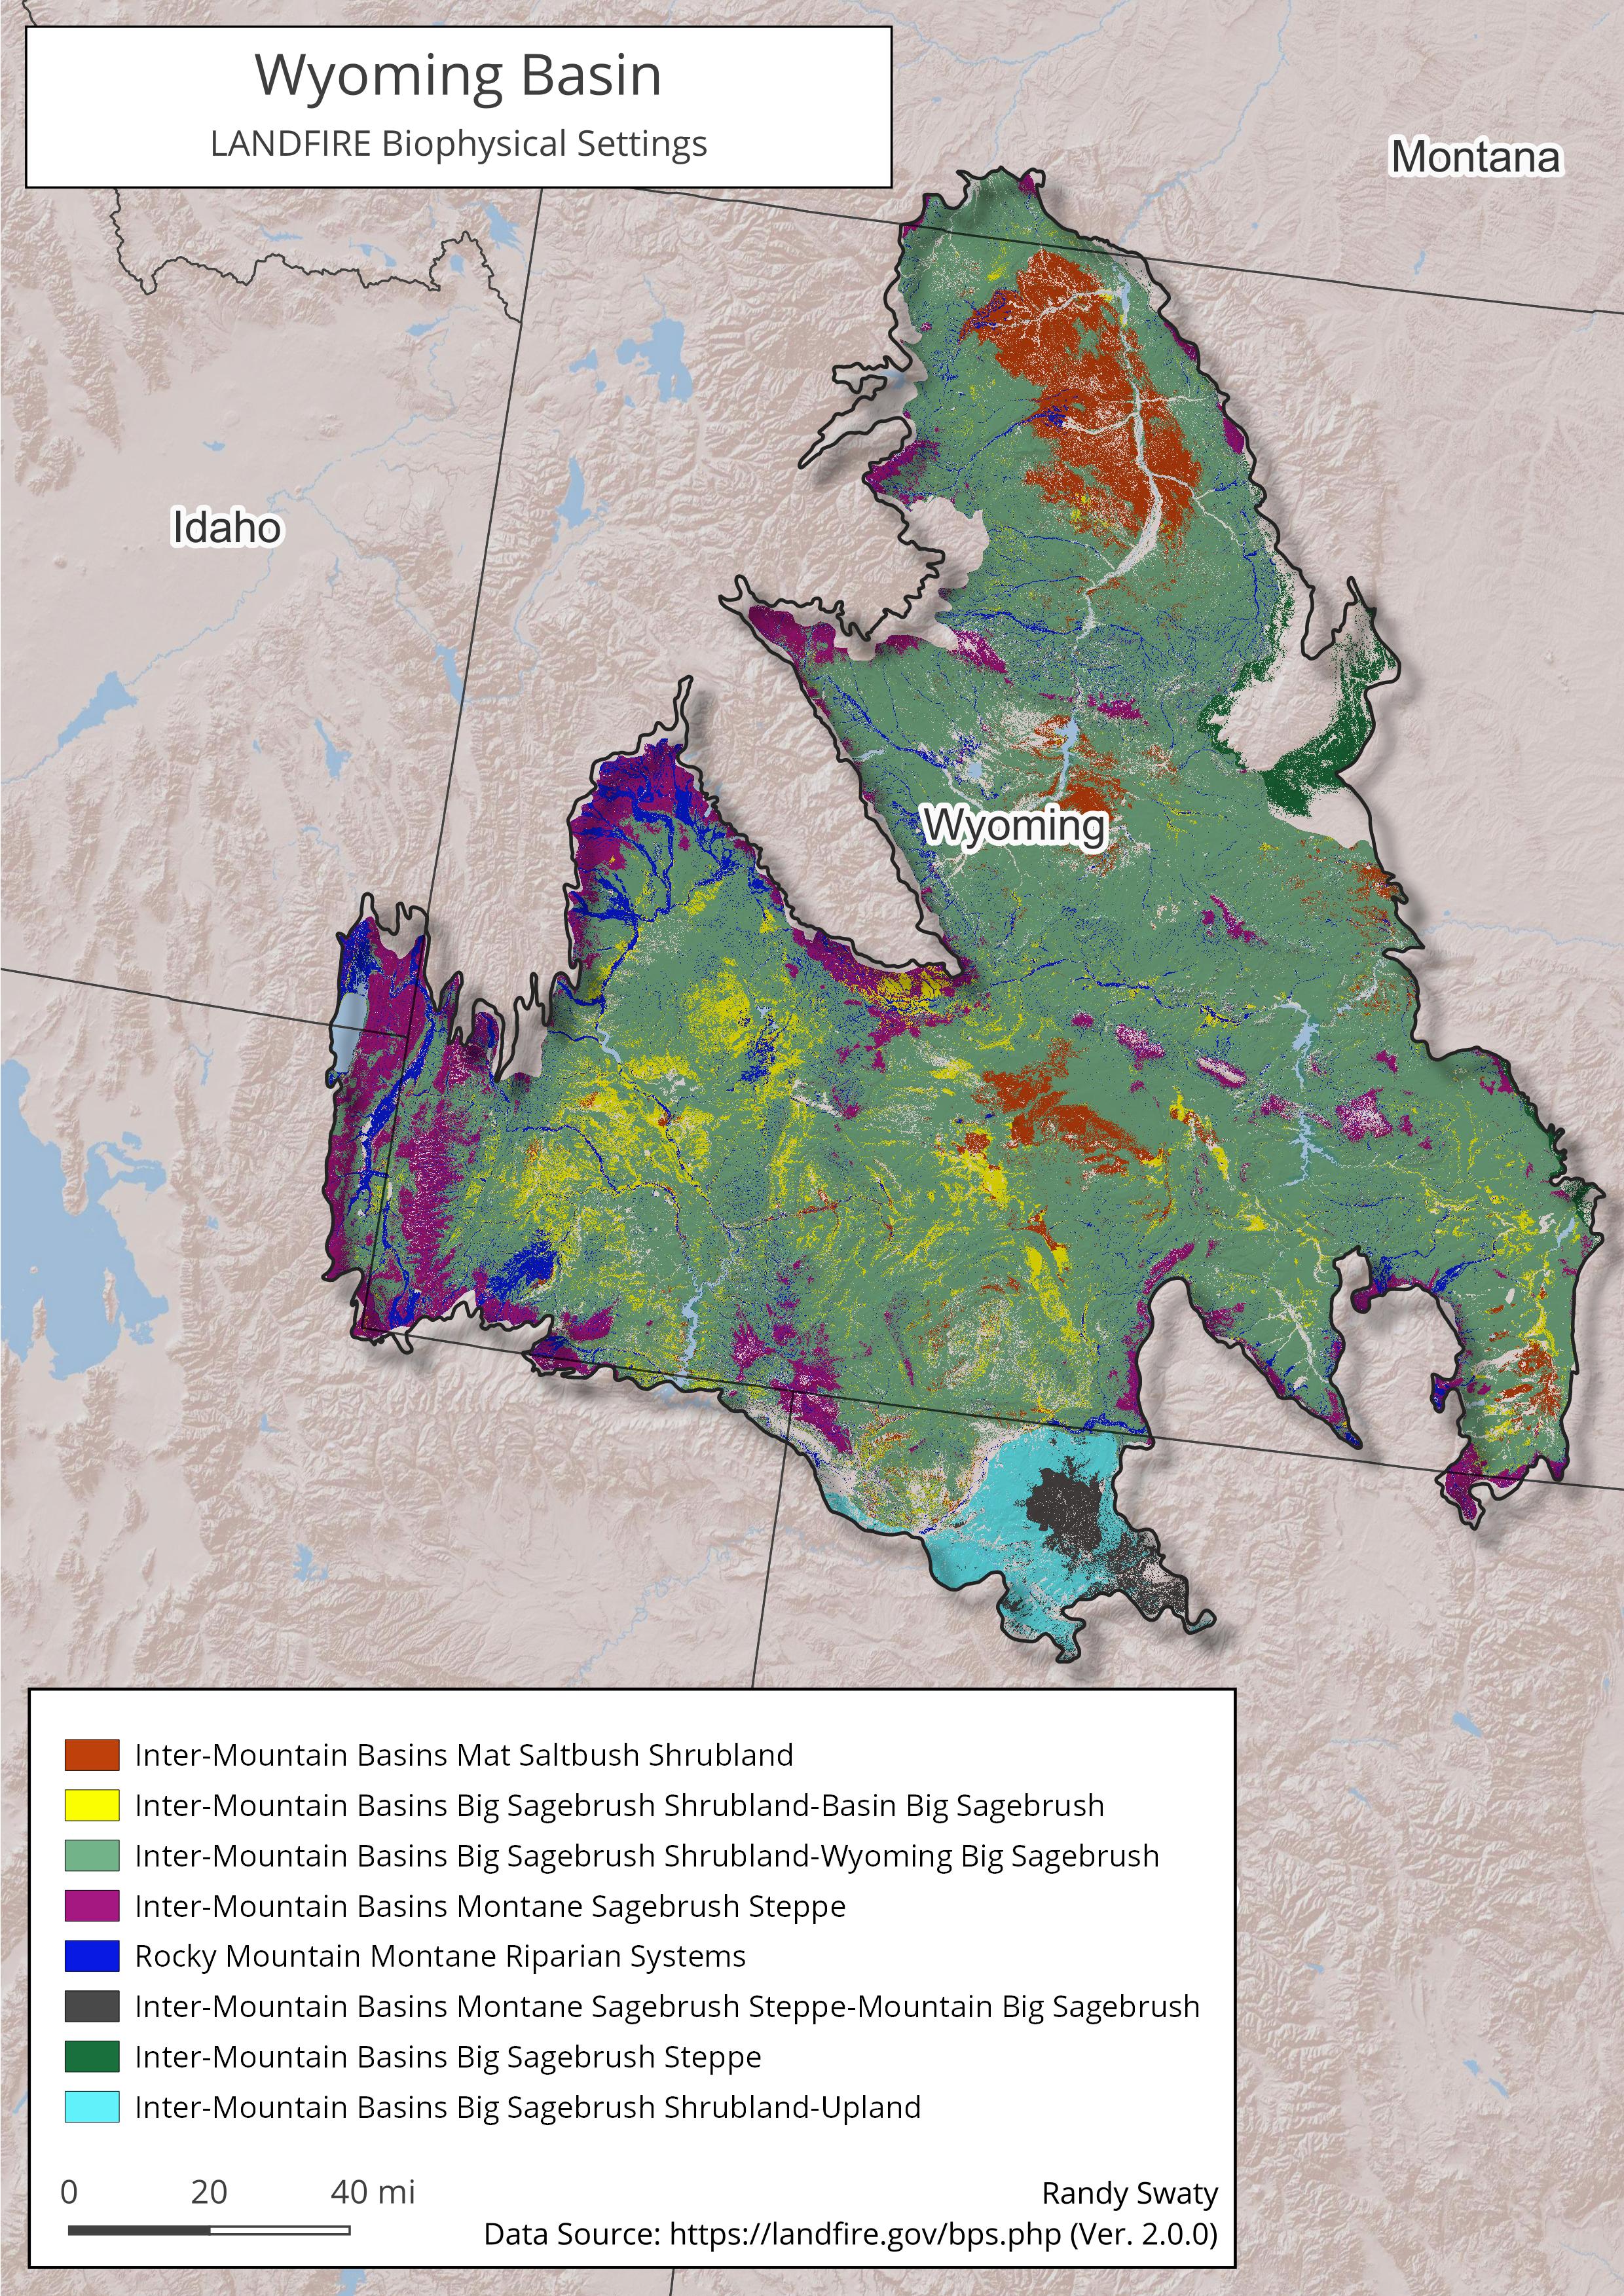 Wyoming Basin
LANDFIRE Biophysical Settings
Montana
Idaho
Wyoming
Inter-Mountain Basins Mat Saltbush Shrubland
Inter-Mountain Basins Big Sagebrush Shrubland-Basin Big Sagebrush
Inter-Mountain Basins Big Sagebrush Shrubland-Wyoming Big Sagebrush
Inter-Mountain Basins Montane Sagebrush Steppe
Rocky Mountain Montane Riparian Systems
Inter-Mountain Basins Montane Sagebrush Steppe-Mountain Big Sagebrush
Inter-Mountain Basins Big Sagebrush Steppe
Inter-Mountain Basins Big Sagebrush Shrubland-Upland
0 20 40 mi
Randy Swaty
Data Source: https://landfire.gov/bps.php (Ver. 2.0.0)